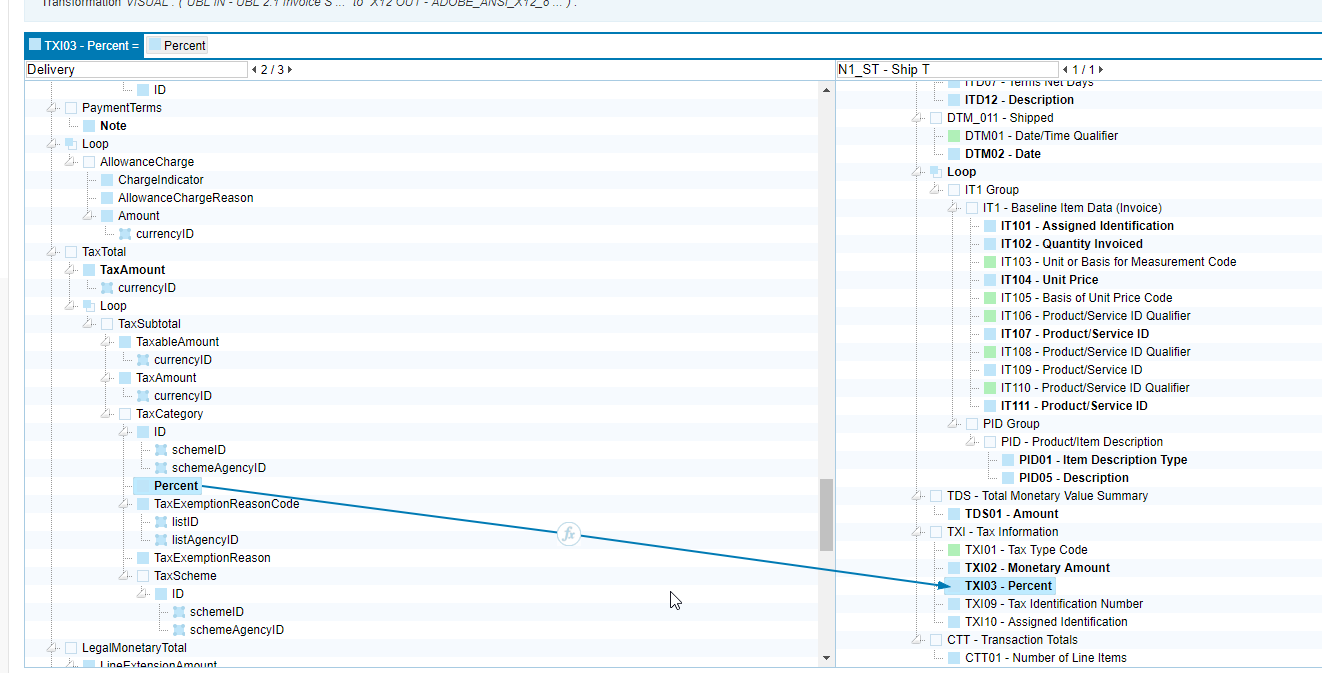 Transformation 'VISUAL : ( UBL IN - UBL 2.1 Invoice S ... to X12 OUT - ADOBE_ANSI_X12_8 ... )'.
TXI03 - Percent = Percent
Delivery 2 / 3
ID
PaymentTerms
Note
Loop
AllowanceCharge
ChargeIndicator
AllowanceChargeReason
Amount
currencyID
TaxTotal
TaxAmount
currencyID
Loop
TaxSubtotal
TaxableAmount
currencyID
TaxAmount
currencyID
TaxCategory
ID
schemeID
schemeAgencyID
Percent
TaxExemptionReasonCode
listID
listAgencyID
TaxExemptionReason
TaxScheme
ID
schemeID
schemeAgencyID
LegalMonetaryTotal
LineExtensionAmount
fx
N1_ST - Ship T 1 / 1
ITD07 - Terms Net Days
ITD12 - Description
DTM_011 - Shipped
DTM01 - Date/Time Qualifier
DTM02 - Date
Loop
IT1 Group
IT1 - Baseline Item Data (Invoice)
IT101 - Assigned Identification
IT102 - Quantity Invoiced
IT103 - Unit or Basis for Measurement Code
IT104 - Unit Price
IT105 - Basis of Unit Price Code
IT106 - Product/Service ID Qualifier
IT107 - Product/Service ID
IT108 - Product/Service ID Qualifier
IT109 - Product/Service ID
IT110 - Product/Service ID Qualifier
IT111 - Product/Service ID
PID Group
PID - Product/Item Description
PID01 - Item Description Type
PID05 - Description
TDS - Total Monetary Value Summary
TDS01 - Amount
TXI - Tax Information
TXI01 - Tax Type Code
TXI02 - Monetary Amount
TXI03 - Percent
TXI09 - Tax Identification Number
TXI10 - Assigned Identification
CTT - Transaction Totals
CTT01 - Number of Line Items